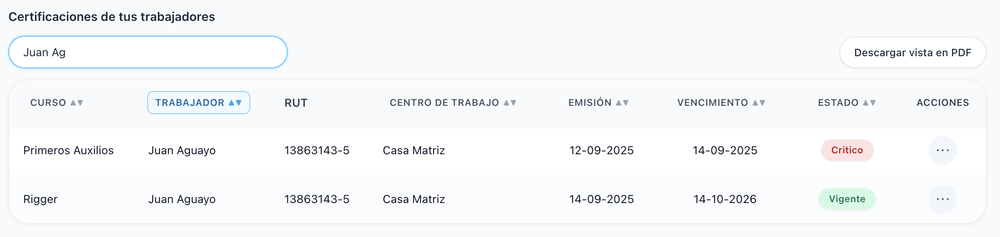 Certificaciones de tus trabajadores
Juan Ag
Descargar vista en PDF
CURSO ▲▼ TRABAJADOR ▲▼ RUT CENTRO DE TRABAJO ▲▼ EMISIÓN ▲▼ VENCIMIENTO ▲▼ ESTADO ▲▼ ACCIONES
Primeros Auxilios Juan Aguayo 13863143-5 Casa Matriz 12-09-2025 14-09-2025 Critico ...
Rigger Juan Aguayo 13863143-5 Casa Matriz 14-09-2025 14-10-2026 Vigente ...